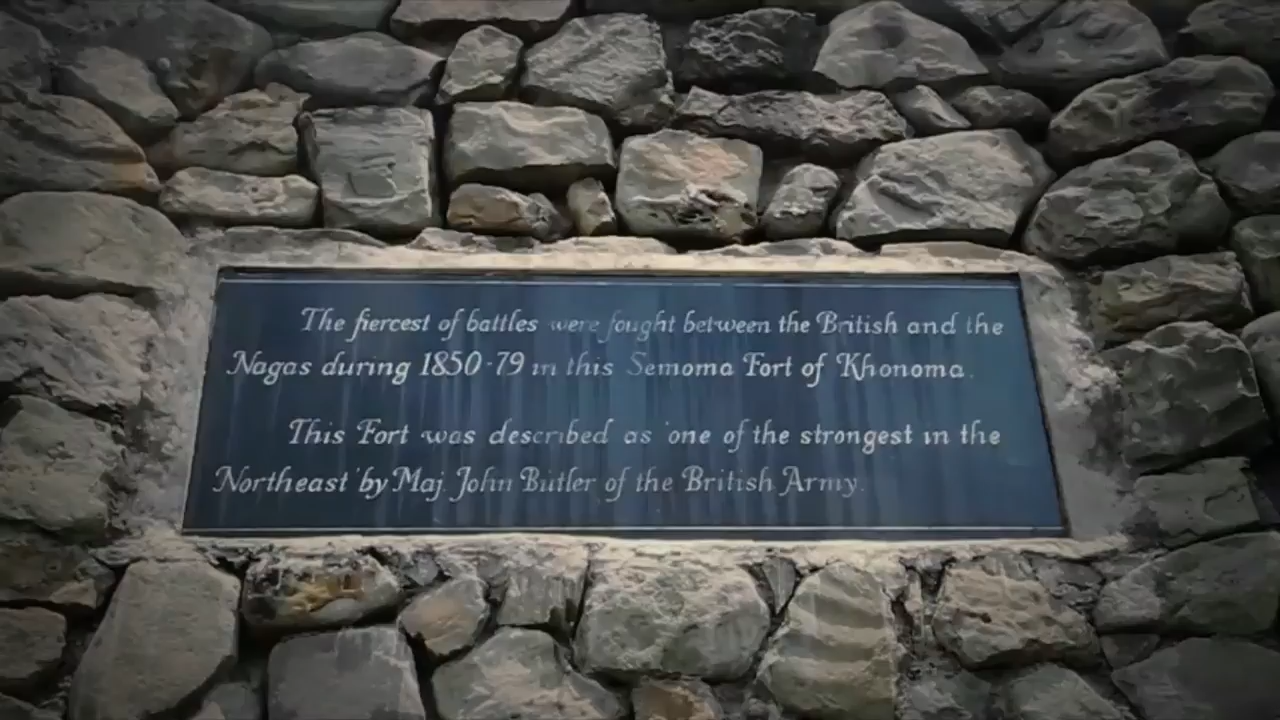 The fiercest of battles were fought between the British and the
Nagas during 1850-79 in this Semoma Fort of Khonoma.
This Fort was described as 'one of the strongest in the
Northeast' by Maj. John Butler of the British Army.